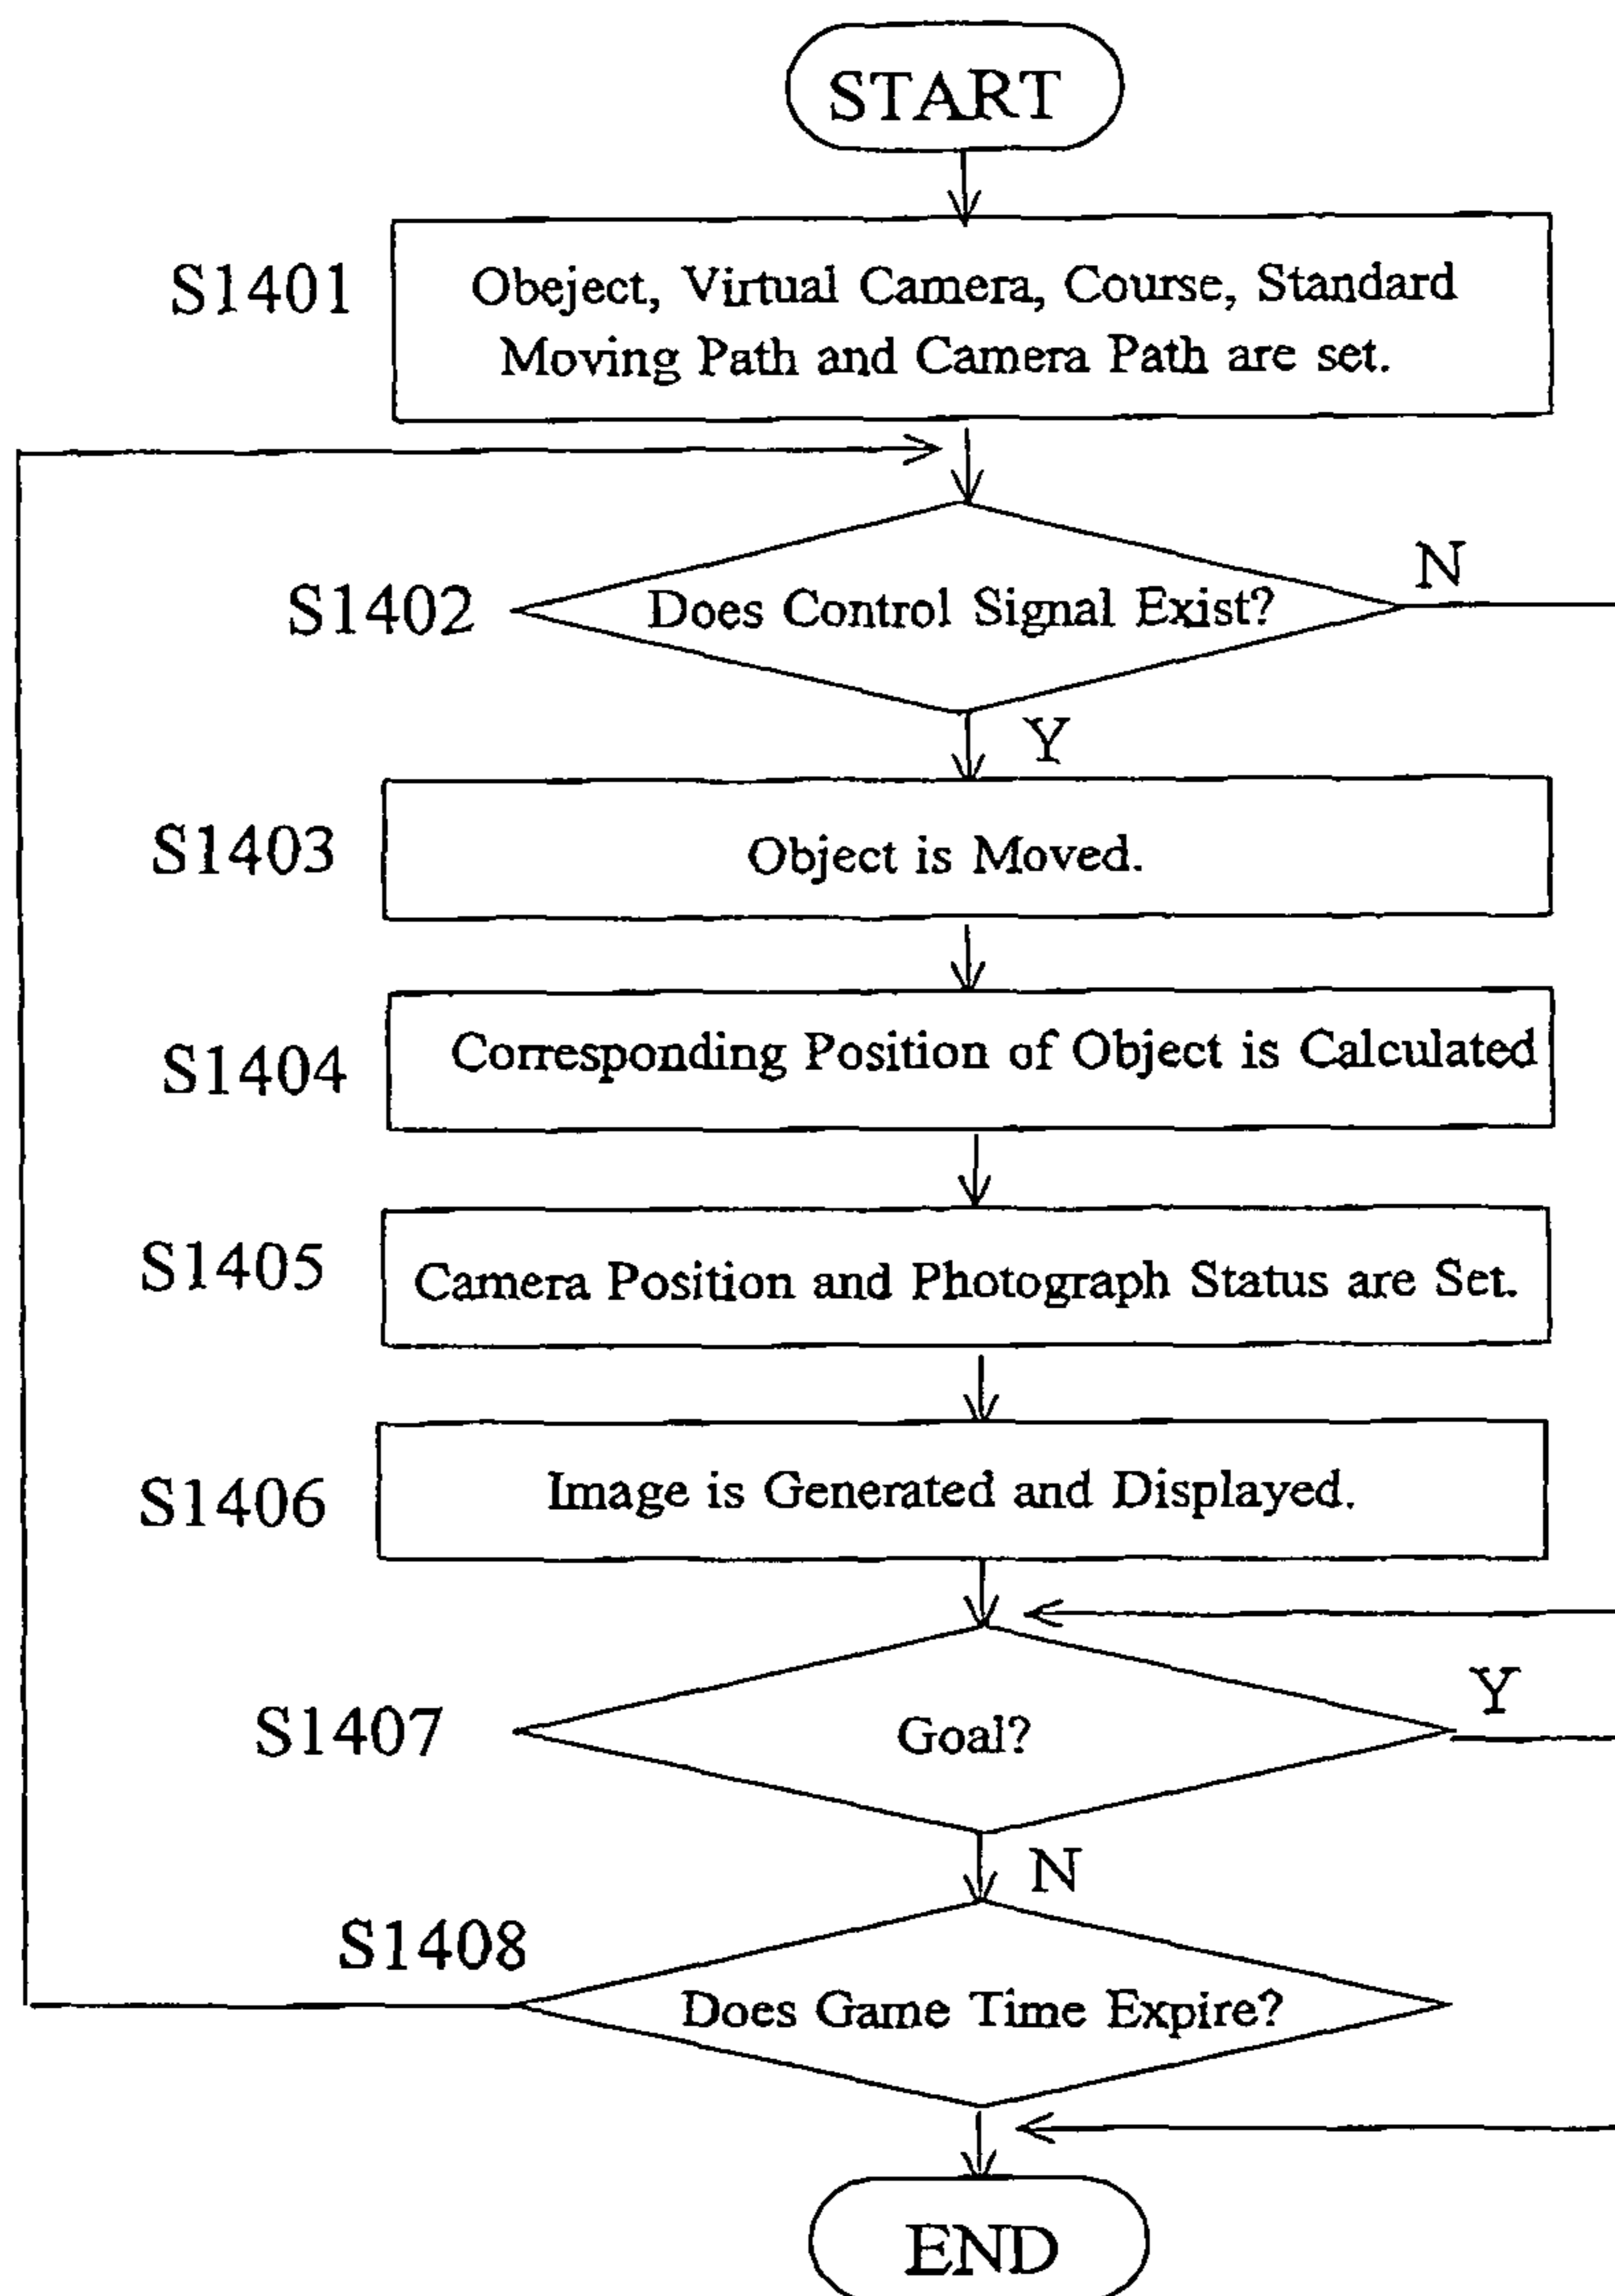 START
S1401
Obeject, Virtual Camera, Course, Standard
Moving Path and Camera Path are set.
S1402
Does Control Signal Exist?
N
Y
S1403
Object is Moved.
S1404
Corresponding Position of Object is Calculated
S1405
Camera Position and Photograph Status are Set.
S1406
Image is Generated and Displayed.
S1407
Goal?
Y
N
S1408
Does Game Time Expire?
END